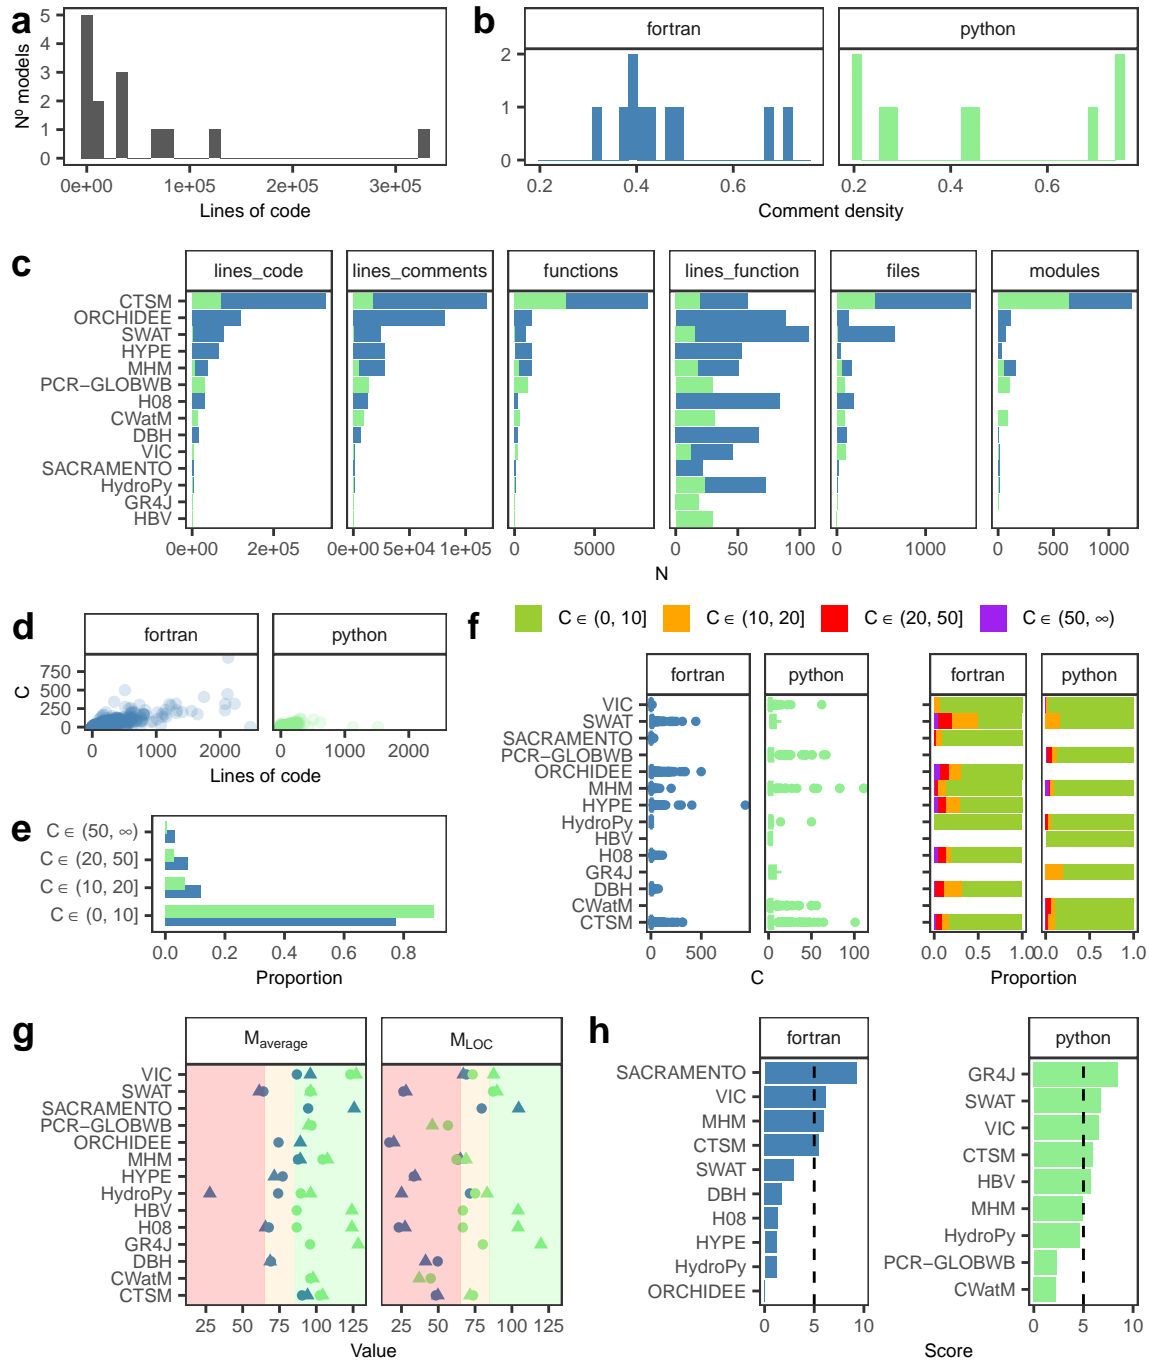 a
5
4
3
2
1
0
Nº models
0e+00 1e+05 2e+05 3e+05
Lines of code
b
fortran python
2
1
0
0.2 0.4 0.6 0.2 0.4 0.6
Comment density
c
lines_code lines_comments functions lines_function files modules
CTSM
ORCHIDEE
SWAT
HYPE
MHM
PCR−GLOBWB
H08
CWatM
DBH
VIC
SACRAMENTO
HydroPy
GR4J
HBV
0e+00 2e+05 0e+00 5e+04 1e+05 0 5000 0 50 100 0 1000 0 500 1000
N
d
fortran python
750
500
250
0
C
0 1000 2000 0 1000 2000
Lines of code
e
C ∈ (50, ∞)
C ∈ (20, 50]
C ∈ (10, 20]
C ∈ (0, 10]
0.0 0.2 0.4 0.6 0.8
Proportion
f
C ∈ (0, 10] C ∈ (10, 20] C ∈ (20, 50] C ∈ (50, ∞)
fortran python fortran python
VIC
SWAT
SACRAMENTO
PCR−GLOBWB
ORCHIDEE
MHM
HYPE
HydroPy
HBV
H08
GR4J
DBH
CWatM
CTSM
0 500 0 50 100 0.0 0.5 1.0 0.0 0.5 1.0
C Proportion
g
Maverage MLOC
VIC
SWAT
SACRAMENTO
PCR−GLOBWB
ORCHIDEE
MHM
HYPE
HydroPy
HBV
H08
GR4J
DBH
CWatM
CTSM
25 50 75 100 125 25 50 75 100 125
Value
h
fortran python
SACRAMENTO
VIC
MHM
CTSM
SWAT
DBH
H08
HYPE
HydroPy
ORCHIDEE
0 5 10
GR4J
SWAT
VIC
CTSM
HBV
MHM
HydroPy
PCR−GLOBWB
CWatM
0 5 10
Score